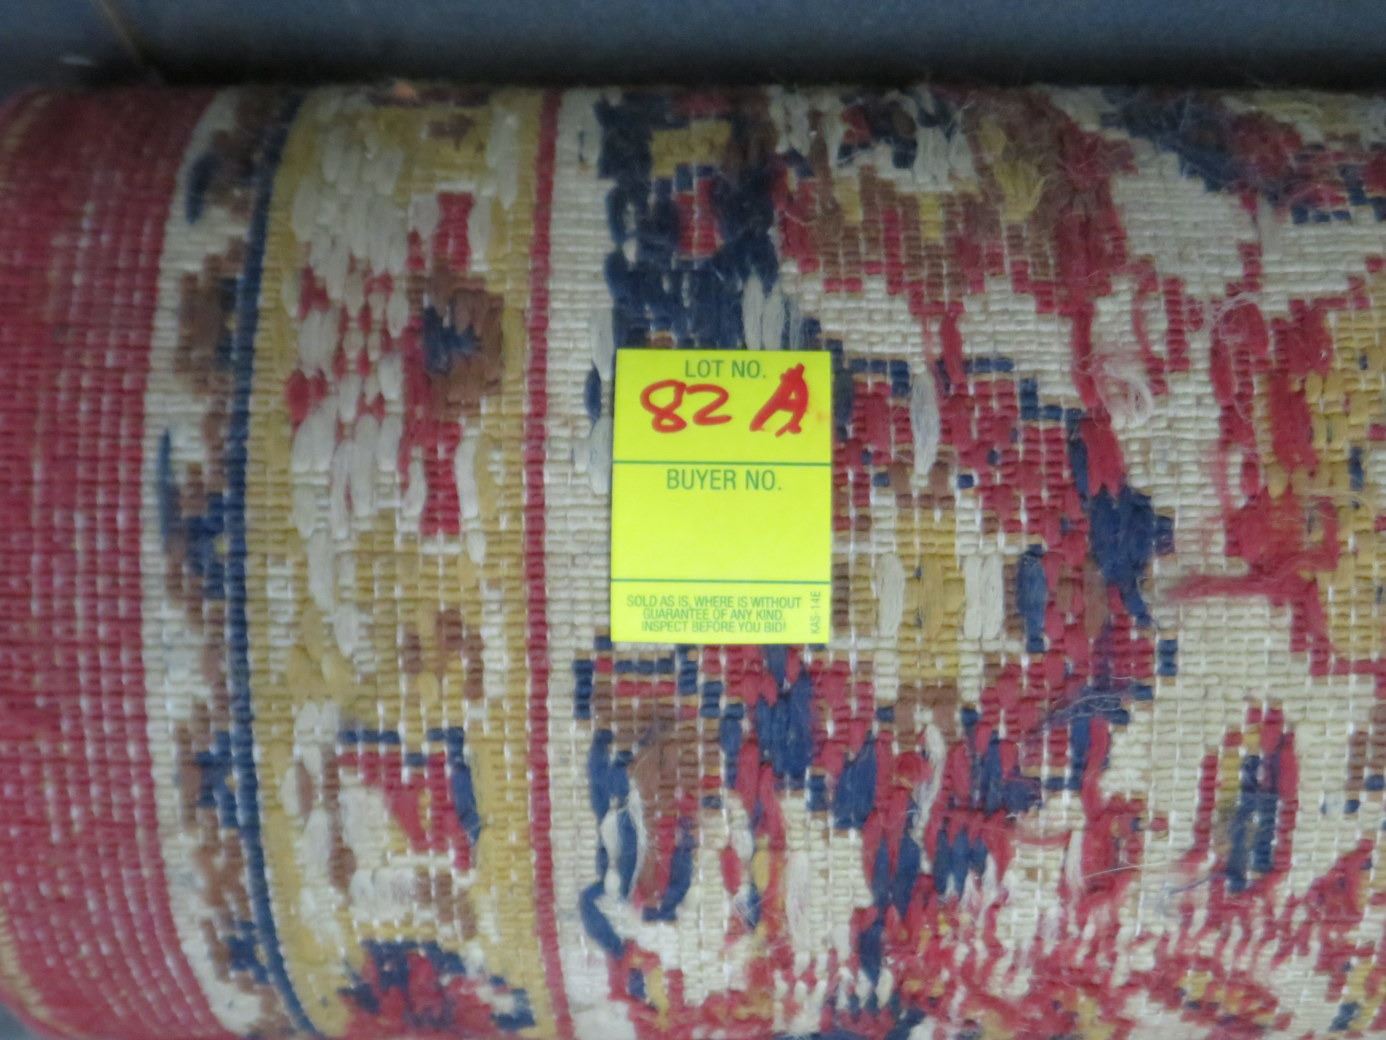 LOT NO.
82 A
BUYER NO.
SOLD AS IS, WHERE IS WITHOUT
GUARANTEE OF ANY KIND.
INSPECT BEFORE YOU BID!
KAS-14E